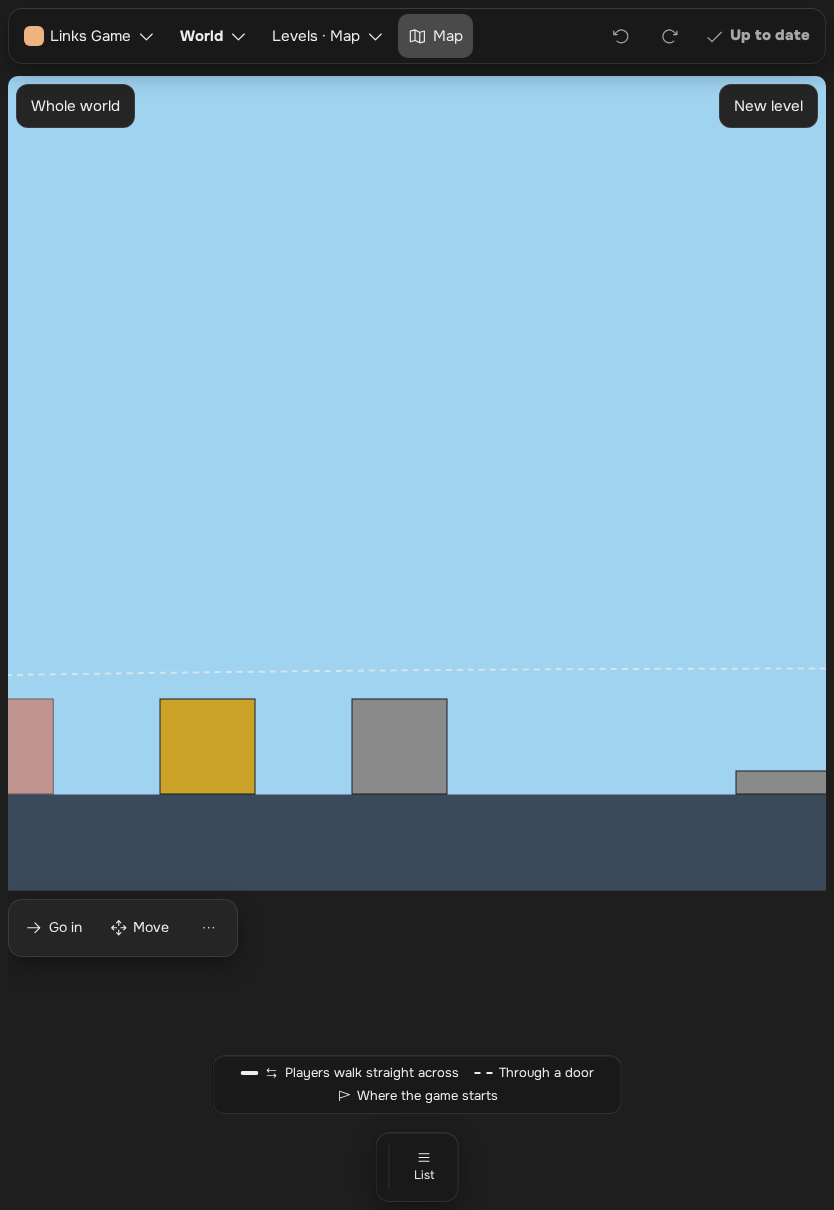 Links Game World Levels · Map Map Up to date
Whole world New level
Go in Move ···
Players walk straight across Through a door
Where the game starts
List